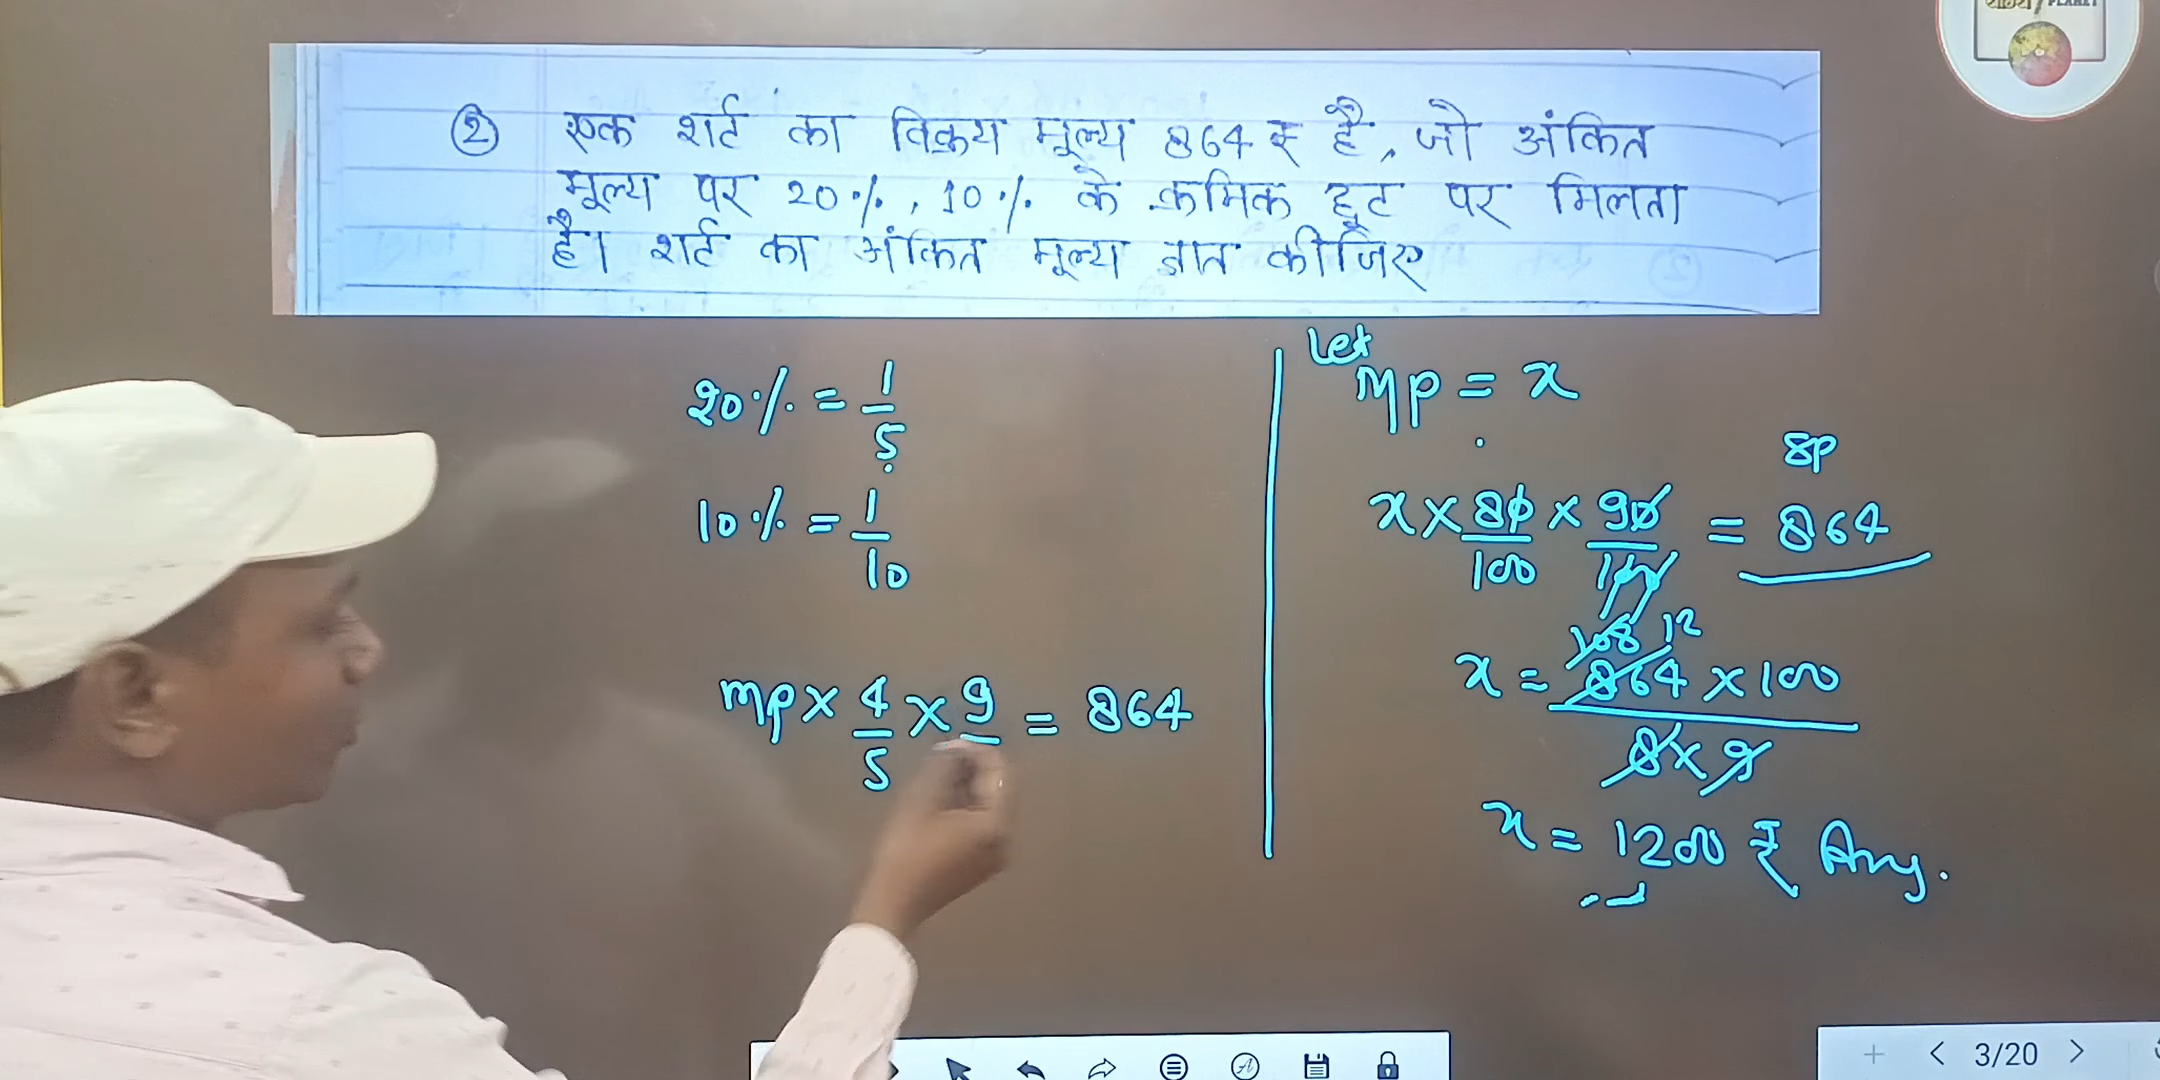 ② एक शर्ट का विक्रय मूल्य 864 ₹ है, जो अंकित
मूल्य पर 20%, 10% के क्रमिक छूट पर मिलता
है। शर्ट का अंकित मूल्य ज्ञात कीजिए
20% = 1/5
10% = 1/10
MP × 4/5 × 9 = 864
Let
MP = x
SP
x × 80/100 × 90/100 = 864
108 12
x = 864 × 100
8 × 9
x = 1200 ₹ Ans.
3/20